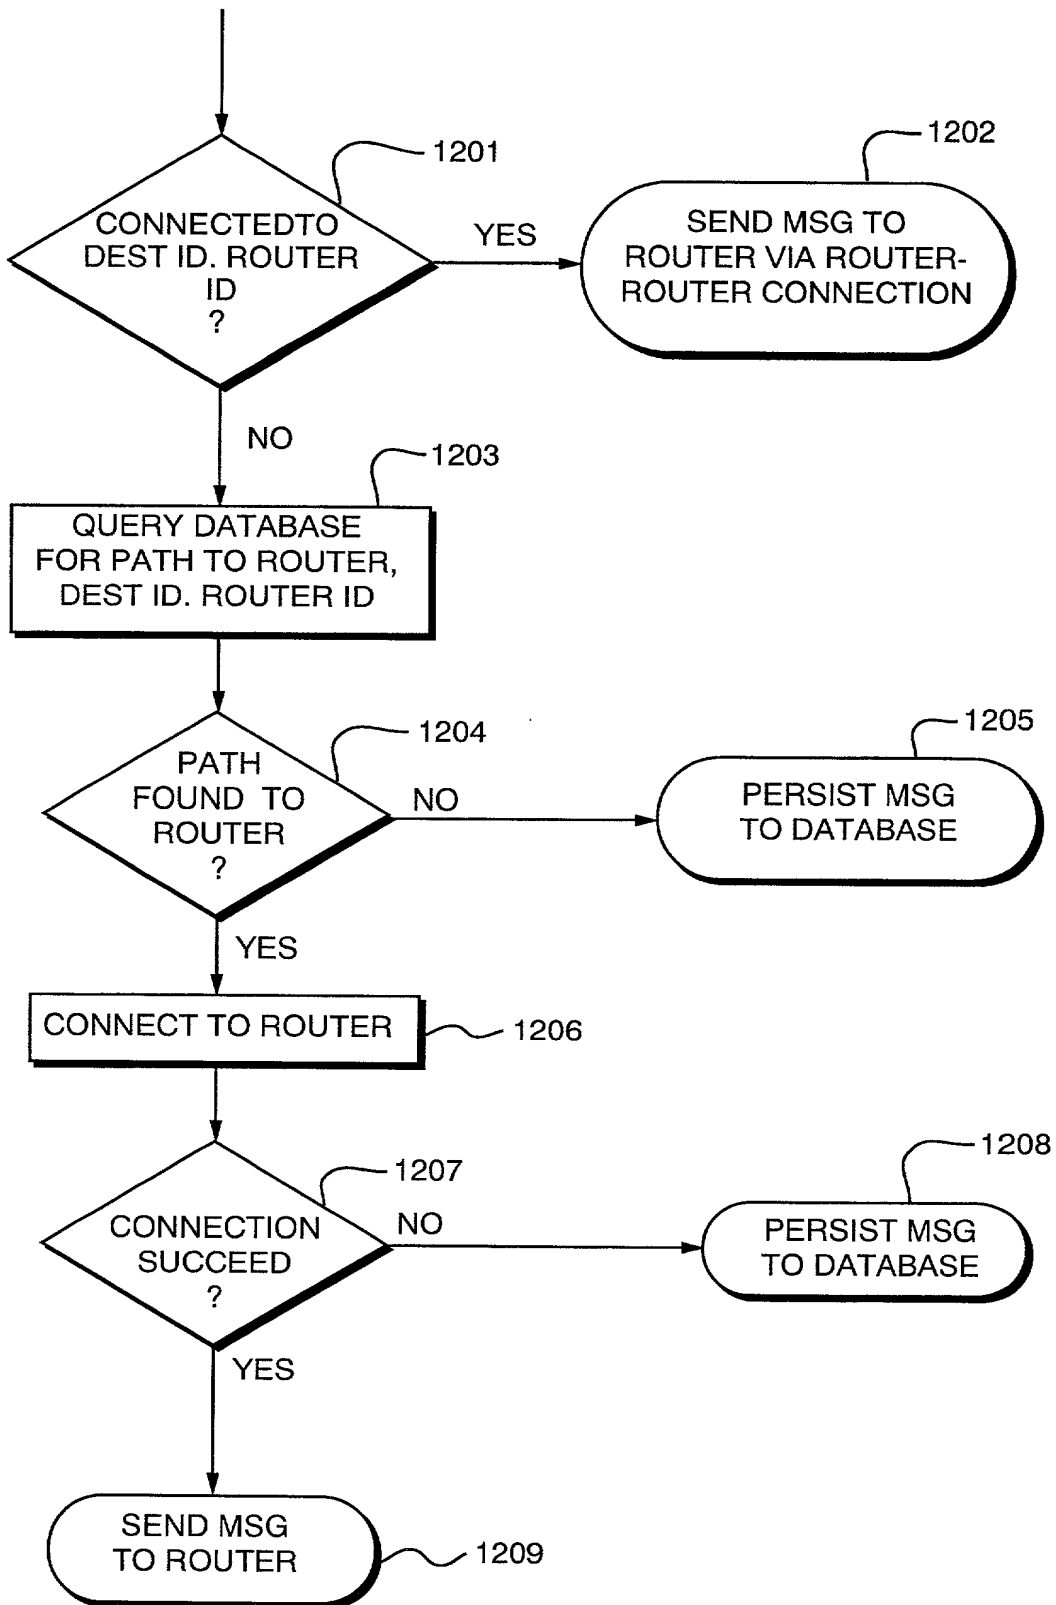 1201
CONNECTEDTO
DEST ID. ROUTER
ID
?
YES
1202
SEND MSG TO
ROUTER VIA ROUTER-
ROUTER CONNECTION
NO
1203
QUERY DATABASE
FOR PATH TO ROUTER,
DEST ID. ROUTER ID
1204
PATH
FOUND TO
ROUTER
?
NO
1205
PERSIST MSG
TO DATABASE
YES
CONNECT TO ROUTER
1206
1207
CONNECTION
SUCCEED
?
NO
1208
PERSIST MSG
TO DATABASE
YES
SEND MSG
TO ROUTER
1209